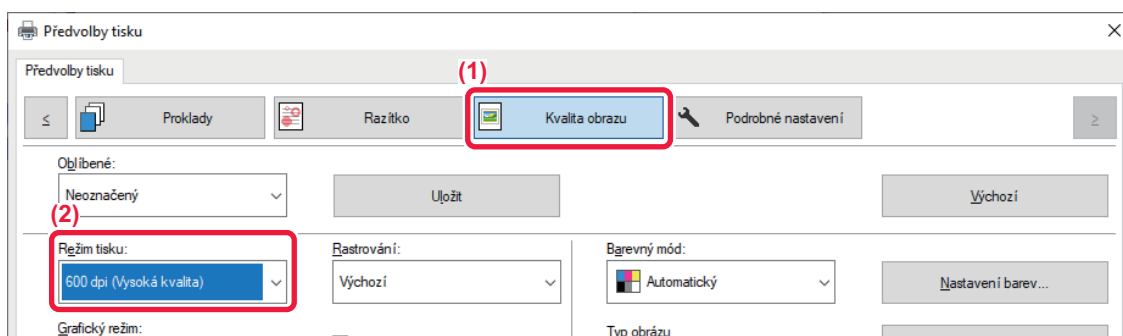 Předvolby tisku
Předvolby tisku
(1)
< Proklady Razítko Kvalita obrazu Podrobné nastavení >
Oblíbené:
Neoznačený Uložit Výchozí
(2)
Režim tisku: Rastrování: Barevný mód:
600 dpi (Vysoká kvalita) Výchozí Automatický Nastavení barev...
Grafický režim: Typ obrázu